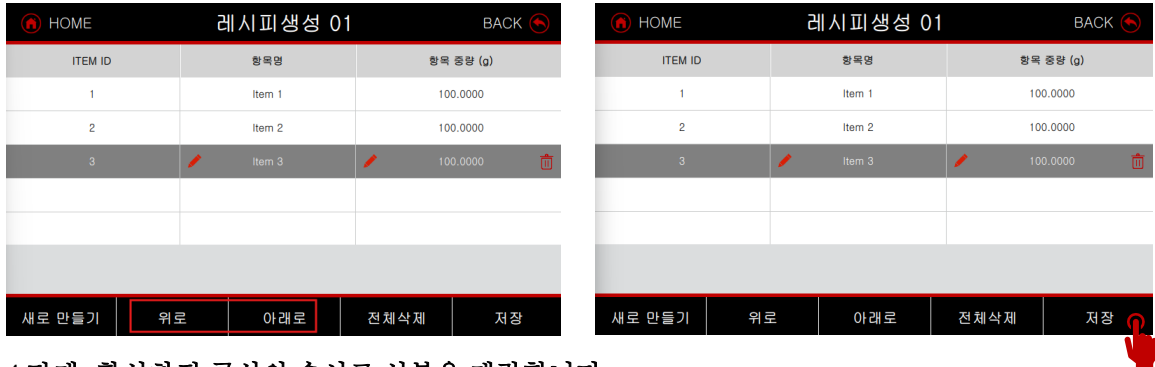 HOME 레시피생성 01 BACK
ITEM ID 항목명 항목 중량 (g)
1 Item 1 100.0000
2 Item 2 100.0000
3 Item 3 100.0000
새로 만들기 위로 아래로 전체삭제 저장
HOME 레시피생성 01 BACK
ITEM ID 항목명 항목 중량 (g)
1 Item 1 100.0000
2 Item 2 100.0000
3 Item 3 100.0000
새로 만들기 위로 아래로 전체삭제 저장